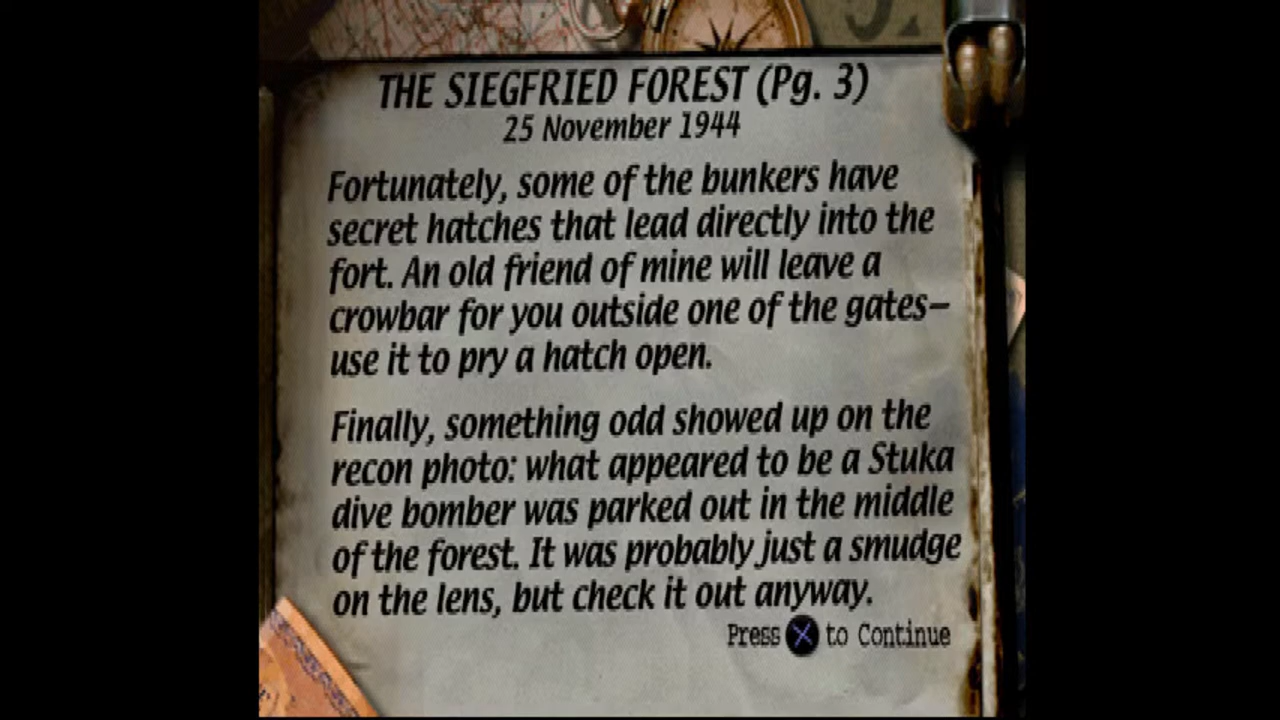 THE SIEGFRIED FOREST (Pg. 3)
25 November 1944
Fortunately, some of the bunkers have
secret hatches that lead directly into the
fort. An old friend of mine will leave a
crowbar for you outside one of the gates–
use it to pry a hatch open.
Finally, something odd showed up on the
recon photo: what appeared to be a Stuka
dive bomber was parked out in the middle
of the forest. It was probably just a smudge
on the lens, but check it out anyway.
Press X to Continue